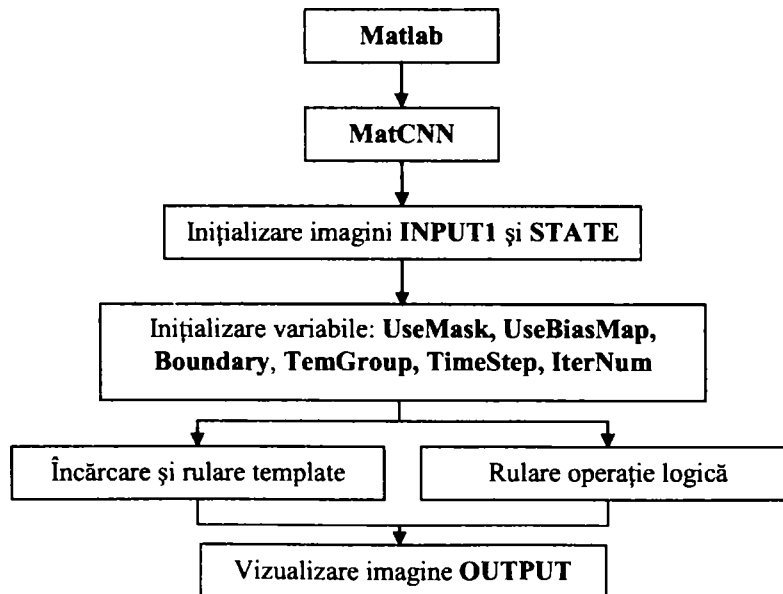 Matlab
MatCNN
Inițializare imagini INPUT1 și STATE
Inițializare variabile: UseMask, UseBiasMap,
Boundary, TemGroup, TimeStep, IterNum
Încărcare și rulare template
Rulare operație logică
Vizualizare imagine OUTPUT